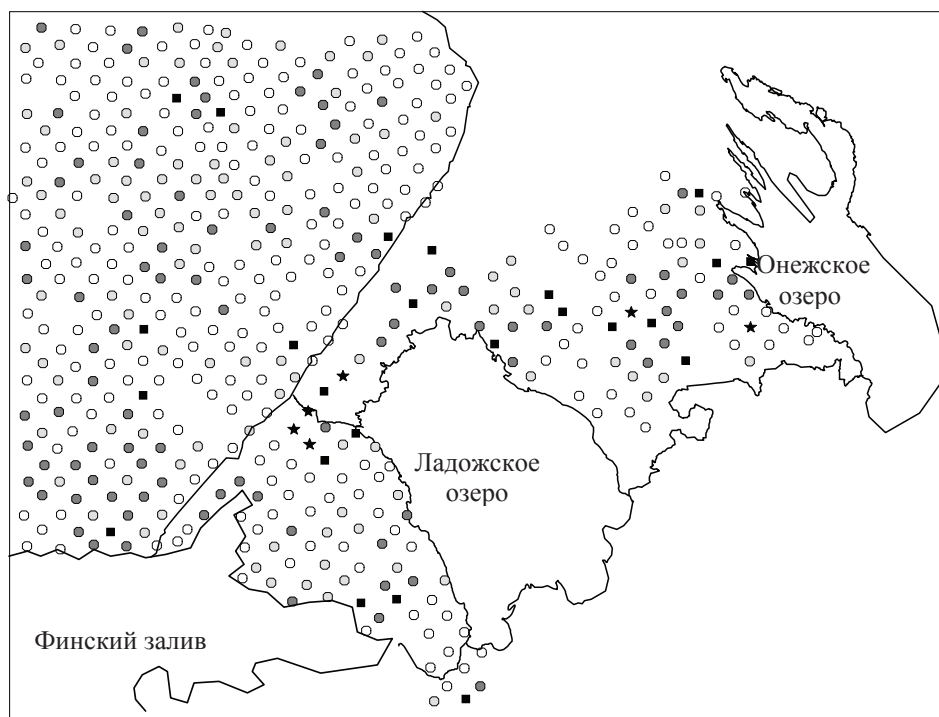 Онежское
озеро
Ладожское
озеро
Финский залив